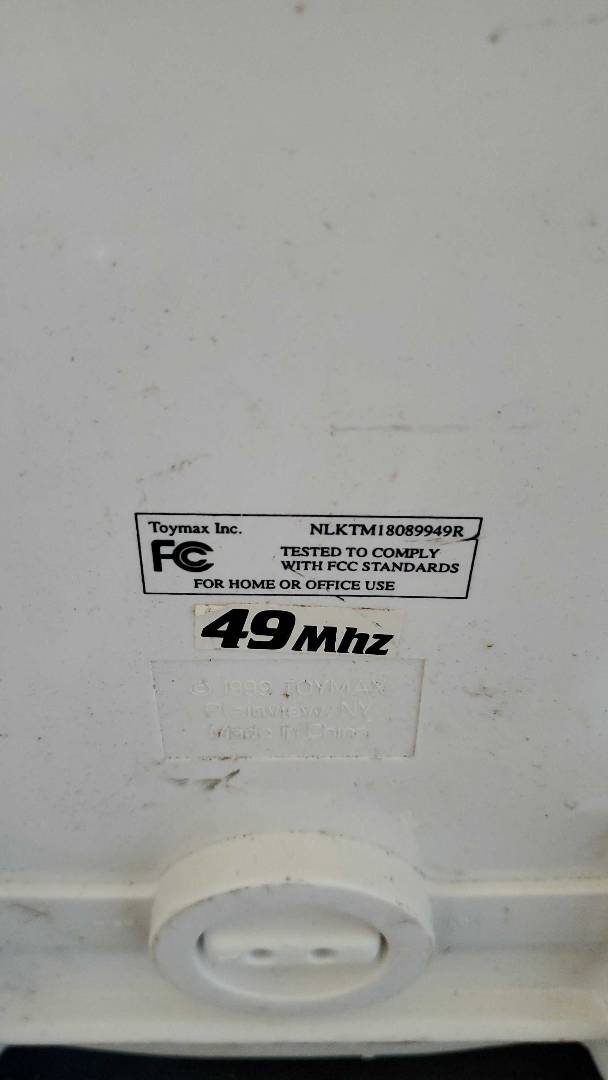 Toymax Inc. NLKTM18089949R
FC TESTED TO COMPLY
WITH FCC STANDARDS
FOR HOME OR OFFICE USE
49Mhz
© 1999 TOYMAX
Plainview, NY
Made in China